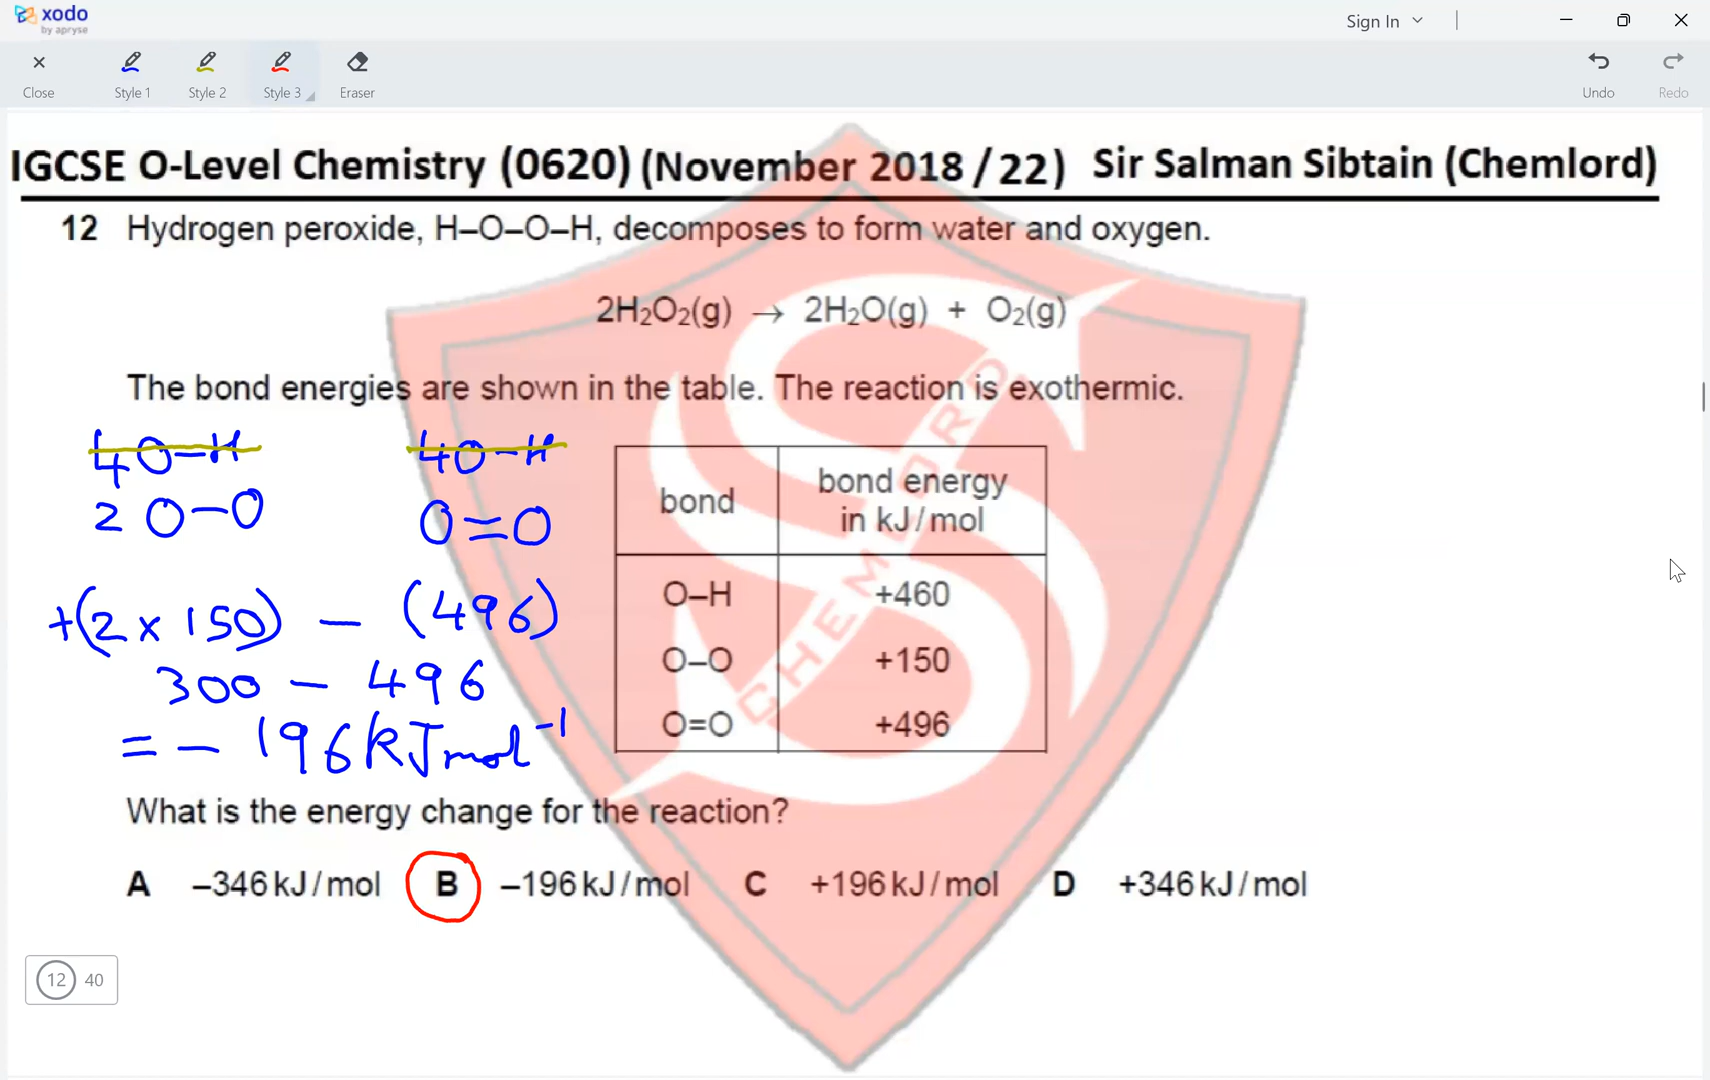 xodo
by apryse
Sign In
Close
Style 1
Style 2
Style 3
Eraser
Undo
Redo
IGCSE O-Level Chemistry (0620) (November 2018 / 22) Sir Salman Sibtain (Chemlord)
12 Hydrogen peroxide, H–O–O–H, decomposes to form water and oxygen.
2H₂O₂(g) → 2H₂O(g) + O₂(g)
The bond energies are shown in the table. The reaction is exothermic.
4 O–H 4 O–H
2 O–O O=O
+(2 x 150) – (496)
300 – 496
= – 196 kJ mol⁻¹
bond bond energy in kJ / mol
O–H +460
O–O +150
O=O +496
CHEMLORD
What is the energy change for the reaction?
A –346 kJ / mol B –196 kJ / mol C +196 kJ / mol D +346 kJ / mol
12 40